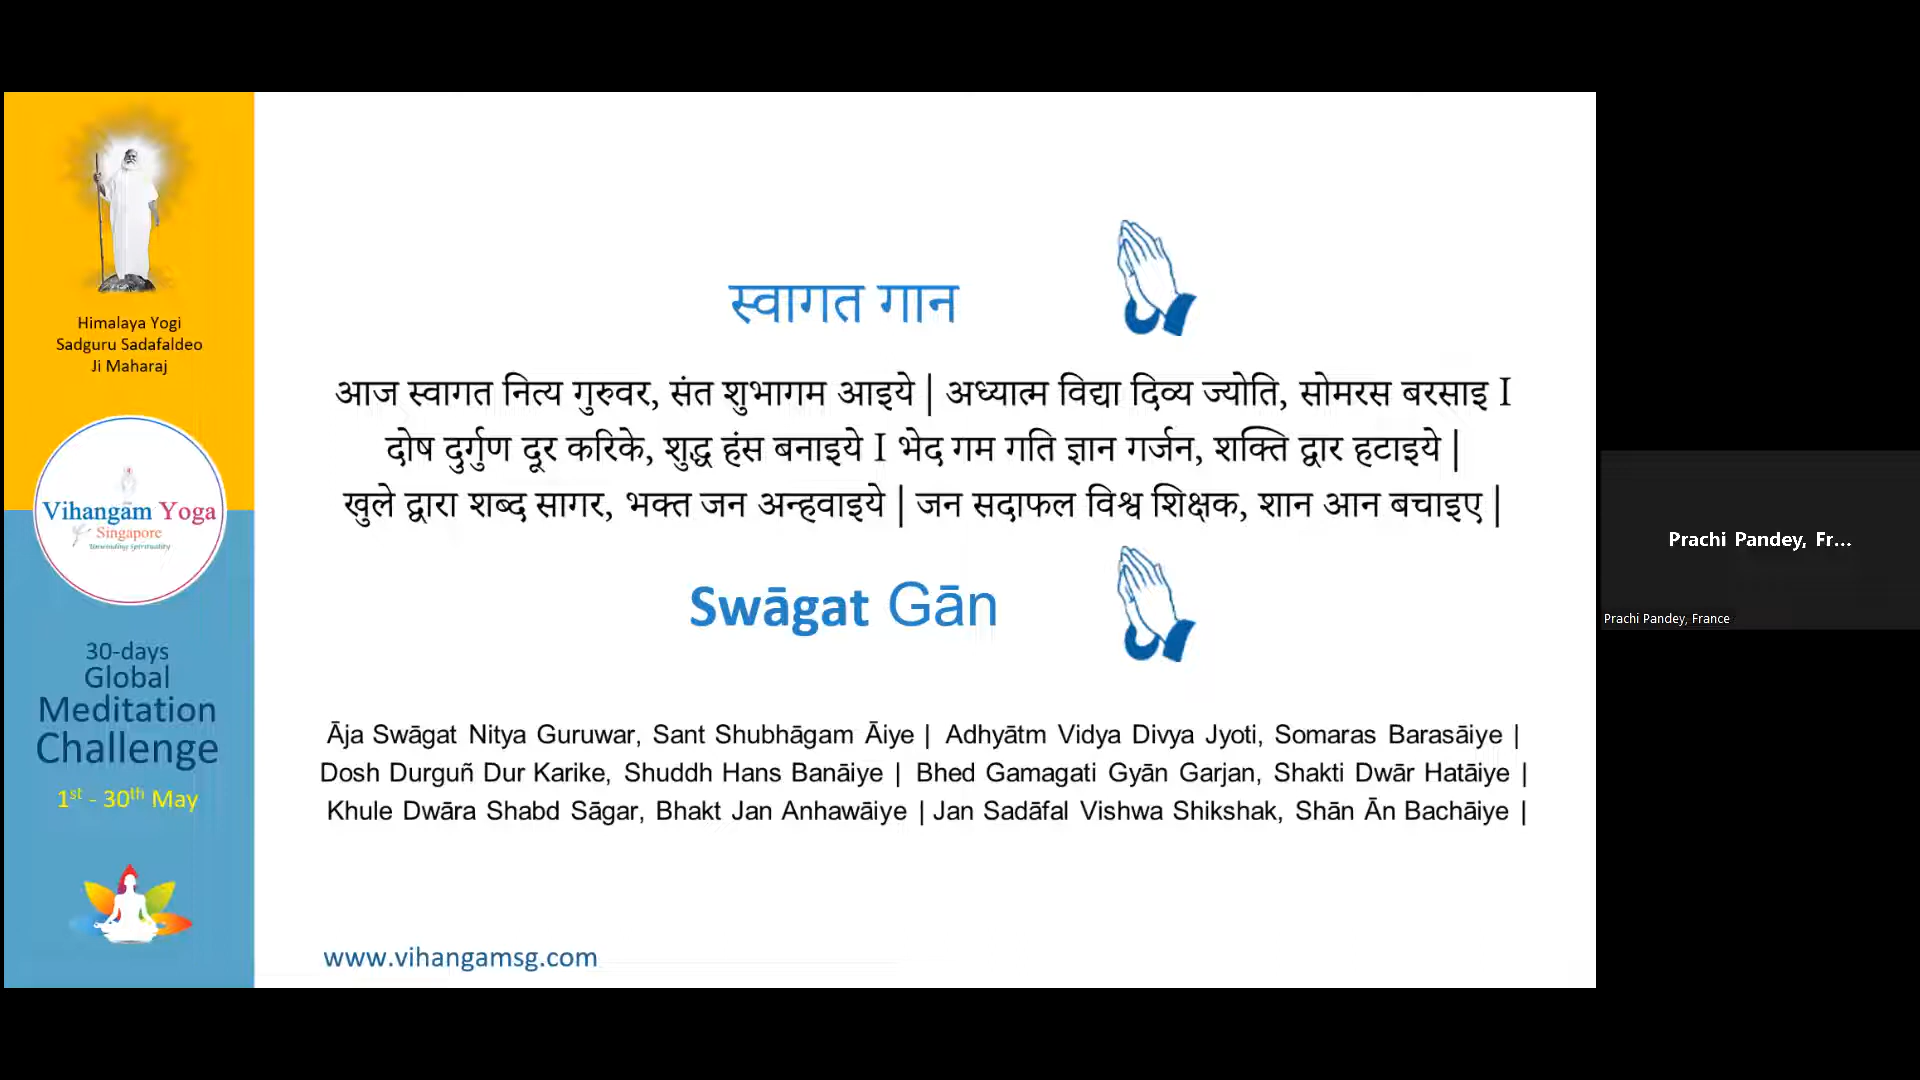 Himalaya Yogi
Sadguru Sadafaldeo
Ji Maharaj
Vihangam Yoga
Singapore
Unwinding Spirituality
30-days
Global
Meditation
Challenge
1st - 30th May
स्वागत गान
आज स्वागत नित्य गुरुवर, संत शुभागम आइये | अध्यात्म विद्या दिव्य ज्योति, सोमरस बरसाइ I
दोष दुर्गुण दूर करिके, शुद्ध हंस बनाइये I भेद गम गति ज्ञान गर्जन, शक्ति द्वार हटाइये |
खुले द्वारा शब्द सागर, भक्त जन अन्हवाइये | जन सदाफल विश्व शिक्षक, शान आन बचाइए |
Swāgat Gān
Āja Swāgat Nitya Guruwar, Sant Shubhāgam Āiye | Adhyātm Vidya Divya Jyoti, Somaras Barasāiye |
Dosh Durguñ Dur Karike, Shuddh Hans Banāiye | Bhed Gamagati Gyān Garjan, Shakti Dwār Hatāiye |
Khule Dwāra Shabd Sāgar, Bhakt Jan Anhawāiye | Jan Sadāfal Vishwa Shikshak, Shān Ān Bachāiye |
www.vihangamsg.com
Prachi Pandey, Fr...
Prachi Pandey, France